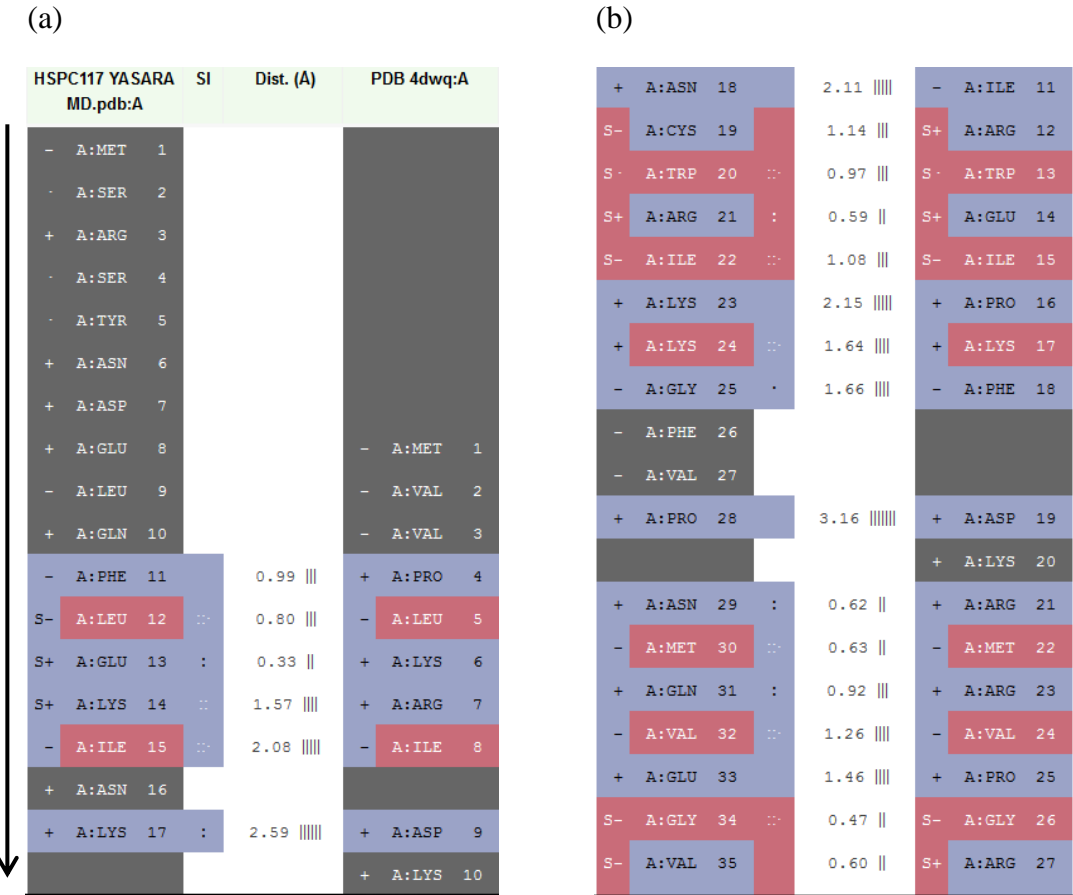 (a)
HSPC117 YASARA MD.pdb:A SI Dist. (Å) PDB 4dwq:A
- A:MET 1
· A:SER 2
+ A:ARG 3
· A:SER 4
· A:TYR 5
+ A:ASN 6
+ A:ASP 7
+ A:GLU 8 - A:MET 1
- A:LEU 9 - A:VAL 2
+ A:GLN 10 - A:VAL 3
- A:PHE 11 0.99 ||| + A:PRO 4
S- A:LEU 12 ::· 0.80 ||| - A:LEU 5
S+ A:GLU 13 : 0.33 || + A:LYS 6
S+ A:LYS 14 :: 1.57 |||| + A:ARG 7
- A:ILE 15 ::· 2.08 ||||| - A:ILE 8
+ A:ASN 16
+ A:LYS 17 : 2.59 |||||| + A:ASP 9
+ A:LYS 10
(b)
+ A:ASN 18 2.11 ||||| - A:ILE 11
S- A:CYS 19 1.14 ||| S+ A:ARG 12
S· A:TRP 20 ::· 0.97 ||| S· A:TRP 13
S+ A:ARG 21 : 0.59 || S+ A:GLU 14
S- A:ILE 22 ::· 1.08 ||| S- A:ILE 15
+ A:LYS 23 2.15 ||||| + A:PRO 16
+ A:LYS 24 ::· 1.64 |||| + A:LYS 17
- A:GLY 25 · 1.66 |||| - A:PHE 18
- A:PHE 26
- A:VAL 27
+ A:PRO 28 3.16 ||||||| + A:ASP 19
+ A:LYS 20
+ A:ASN 29 : 0.62 || + A:ARG 21
- A:MET 30 ::· 0.63 || - A:MET 22
+ A:GLN 31 : 0.92 ||| + A:ARG 23
- A:VAL 32 ::· 1.26 |||| - A:VAL 24
+ A:GLU 33 1.46 |||| + A:PRO 25
S- A:GLY 34 ::· 0.47 || S- A:GLY 26
S- A:VAL 35 0.60 || S+ A:ARG 27